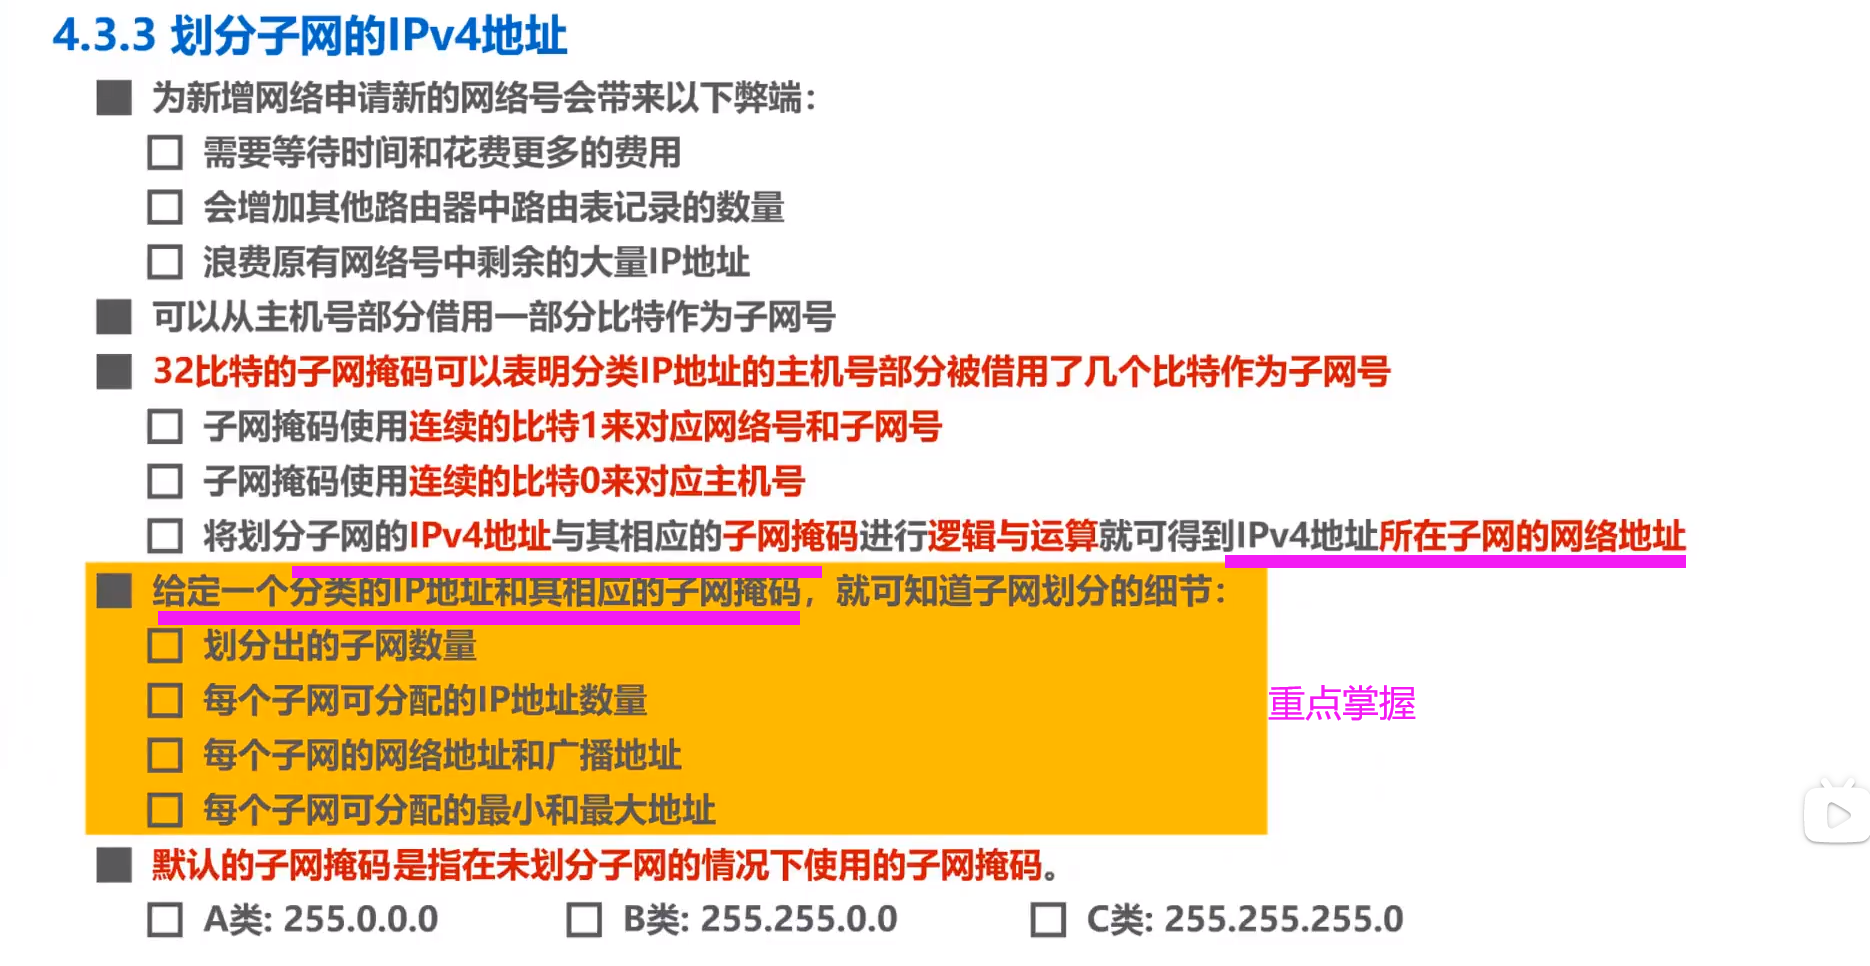 4.3.3 划分子网的IPv4地址
为新增网络申请新的网络号会带来以下弊端：
需要等待时间和花费更多的费用
会增加其他路由器中路由表记录的数量
浪费原有网络号中剩余的大量IP地址
可以从主机号部分借用一部分比特作为子网号
32比特的子网掩码可以表明分类IP地址的主机号部分被借用了几个比特作为子网号
子网掩码使用连续的比特1来对应网络号和子网号
子网掩码使用连续的比特0来对应主机号
将划分子网的IPv4地址与其相应的子网掩码进行逻辑与运算就可得到IPv4地址所在子网的网络地址
给定一个分类的IP地址和其相应的子网掩码，就可知道子网划分的细节：
划分出的子网数量
每个子网可分配的IP地址数量
重点掌握
每个子网的网络地址和广播地址
每个子网可分配的最小和最大地址
默认的子网掩码是指在未划分子网的情况下使用的子网掩码。
A类: 255.0.0.0 B类: 255.255.0.0 C类: 255.255.255.0